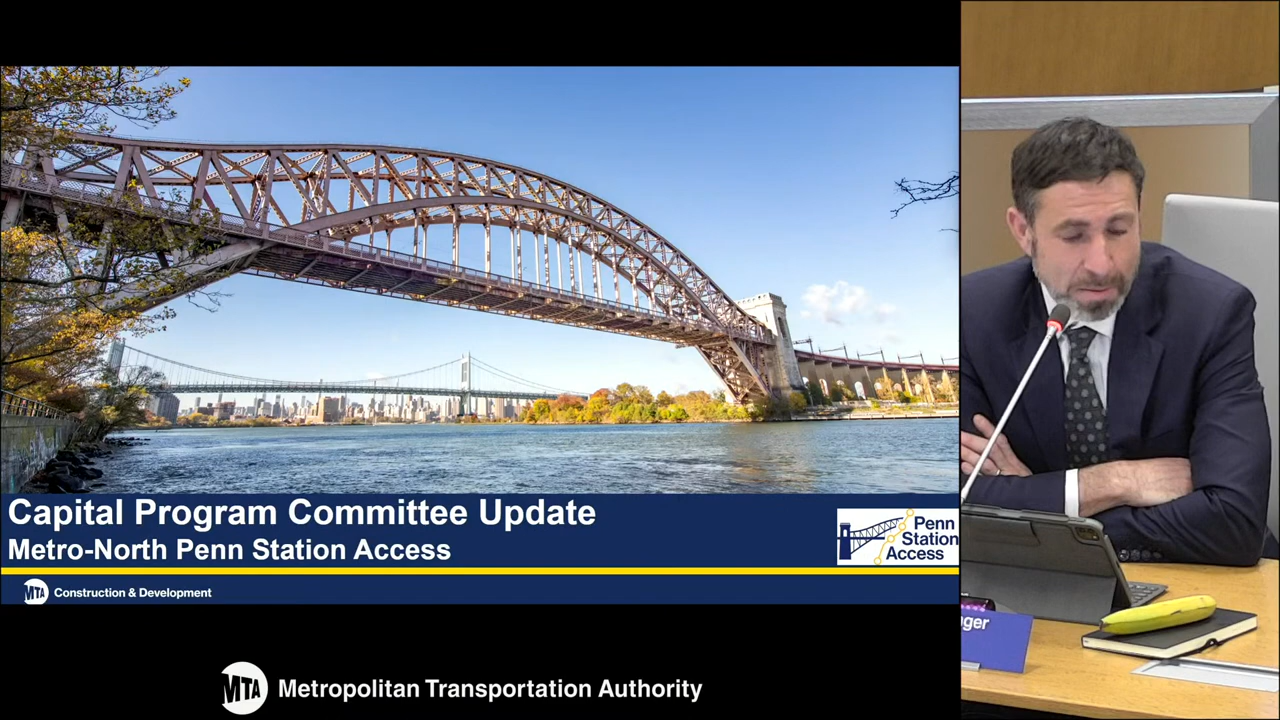 Capital Program Committee Update
Metro-North Penn Station Access
Penn
Station
Access
MTA Construction & Development
MTA Metropolitan Transportation Authority
ger